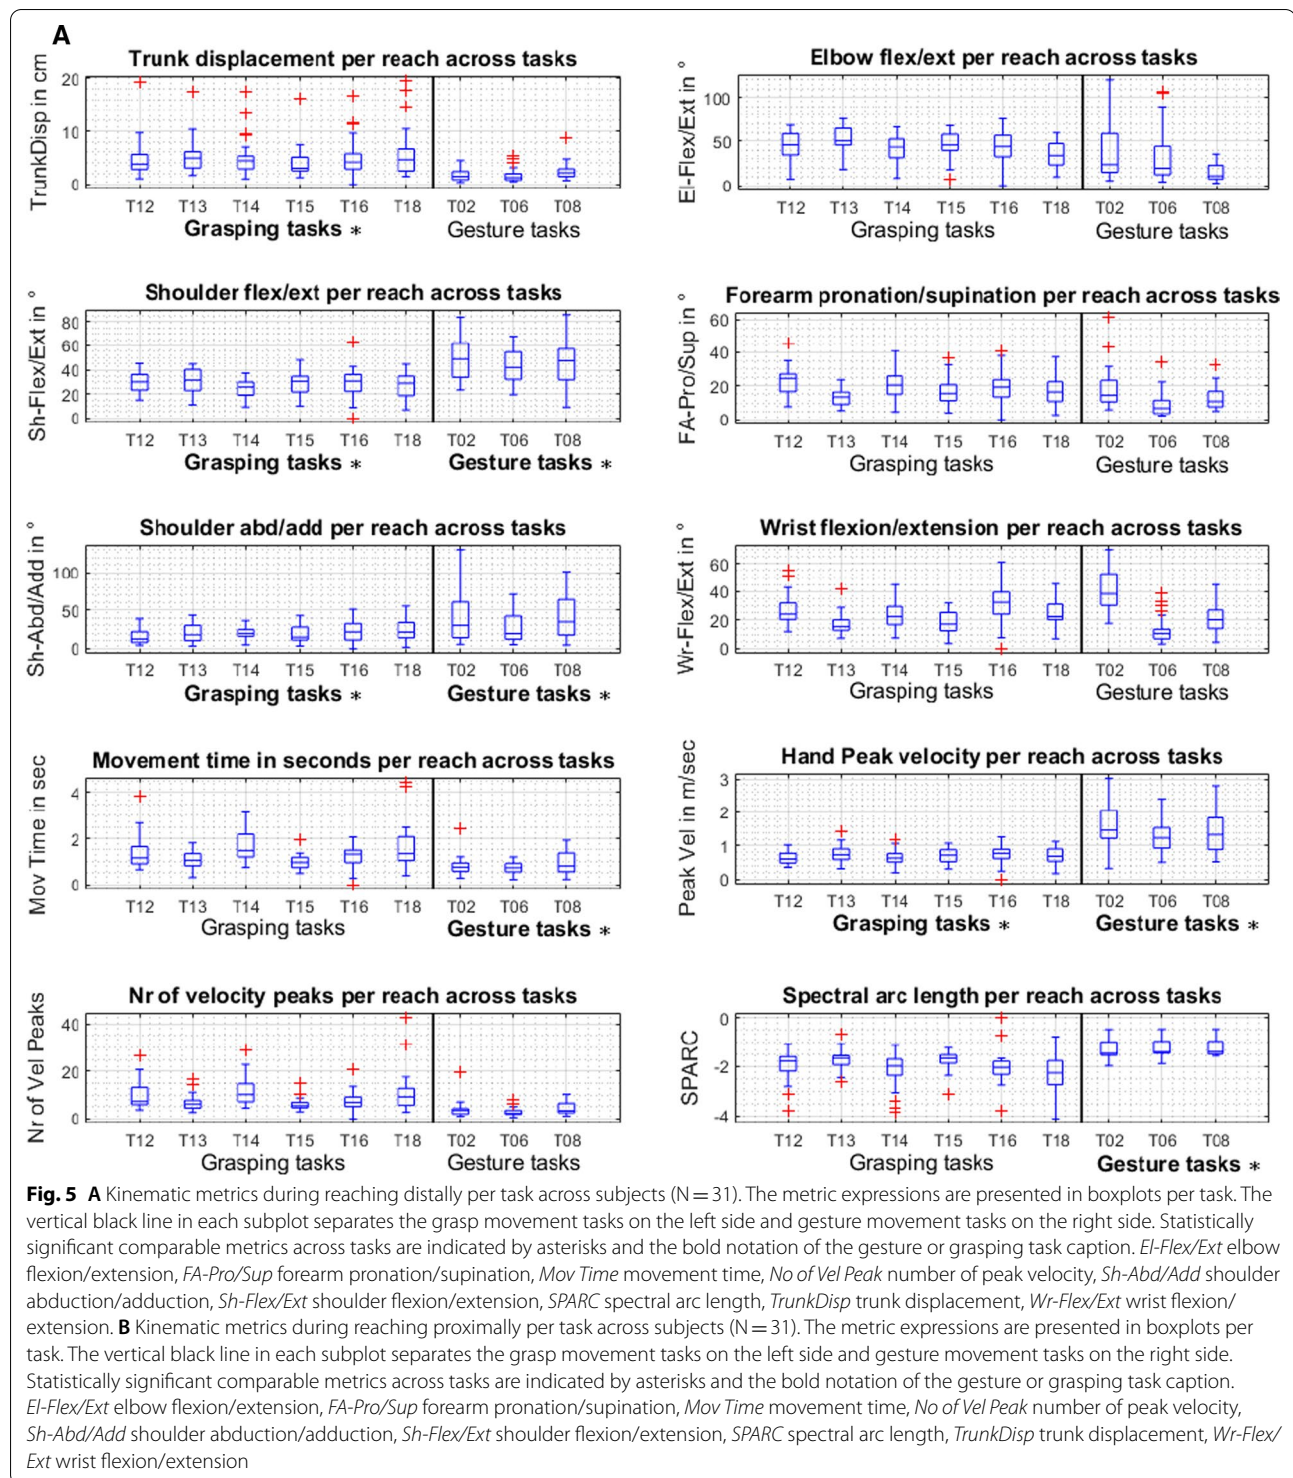 A
Trunk displacement per reach across tasks
TrunkDisp in cm
20
10
0
T12 T13 T14 T15 T16 T18 T02 T06 T08
Grasping tasks * Gesture tasks
Elbow flex/ext per reach across tasks
El-Flex/Ext in °
100
50
0
T12 T13 T14 T15 T16 T18 T02 T06 T08
Grasping tasks Gesture tasks
Shoulder flex/ext per reach across tasks
Sh-Flex/Ext in °
80
60
40
20
0
T12 T13 T14 T15 T16 T18 T02 T06 T08
Grasping tasks * Gesture tasks *
Forearm pronation/supination per reach across tasks
FA-Pro/Sup in °
60
40
20
0
T12 T13 T14 T15 T16 T18 T02 T06 T08
Grasping tasks Gesture tasks
Shoulder abd/add per reach across tasks
Sh-Abd/Add in °
100
50
0
T12 T13 T14 T15 T16 T18 T02 T06 T08
Grasping tasks * Gesture tasks *
Wrist flexion/extension per reach across tasks
Wr-Flex/Ext in °
60
40
20
0
T12 T13 T14 T15 T16 T18 T02 T06 T08
Grasping tasks Gesture tasks
Movement time in seconds per reach across tasks
Mov Time in sec
4
2
0
T12 T13 T14 T15 T16 T18 T02 T06 T08
Grasping tasks Gesture tasks *
Hand Peak velocity per reach across tasks
Peak Vel in m/sec
3
2
1
0
T12 T13 T14 T15 T16 T18 T02 T06 T08
Grasping tasks * Gesture tasks *
Nr of velocity peaks per reach across tasks
Nr of Vel Peaks
40
20
0
T12 T13 T14 T15 T16 T18 T02 T06 T08
Grasping tasks Gesture tasks
Spectral arc length per reach across tasks
SPARC
0
-2
-4
T12 T13 T14 T15 T16 T18 T02 T06 T08
Grasping tasks Gesture tasks *
Fig. 5 A Kinematic metrics during reaching distally per task across subjects (N = 31). The metric expressions are presented in boxplots per task. The
vertical black line in each subplot separates the grasp movement tasks on the left side and gesture movement tasks on the right side. Statistically
significant comparable metrics across tasks are indicated by asterisks and the bold notation of the gesture or grasping task caption. El-Flex/Ext elbow
flexion/extension, FA-Pro/Sup forearm pronation/supination, Mov Time movement time, No of Vel Peak number of peak velocity, Sh-Abd/Add shoulder
abduction/adduction, Sh-Flex/Ext shoulder flexion/extension, SPARC spectral arc length, TrunkDisp trunk displacement, Wr-Flex/Ext wrist flexion/
extension. B Kinematic metrics during reaching proximally per task across subjects (N = 31). The metric expressions are presented in boxplots per
task. The vertical black line in each subplot separates the grasp movement tasks on the left side and gesture movement tasks on the right side.
Statistically significant comparable metrics across tasks are indicated by asterisks and the bold notation of the gesture or grasping task caption.
El-Flex/Ext elbow flexion/extension, FA-Pro/Sup forearm pronation/supination, Mov Time movement time, No of Vel Peak number of peak velocity,
Sh-Abd/Add shoulder abduction/adduction, Sh-Flex/Ext shoulder flexion/extension, SPARC spectral arc length, TrunkDisp trunk displacement, Wr-Flex/
Ext wrist flexion/extension